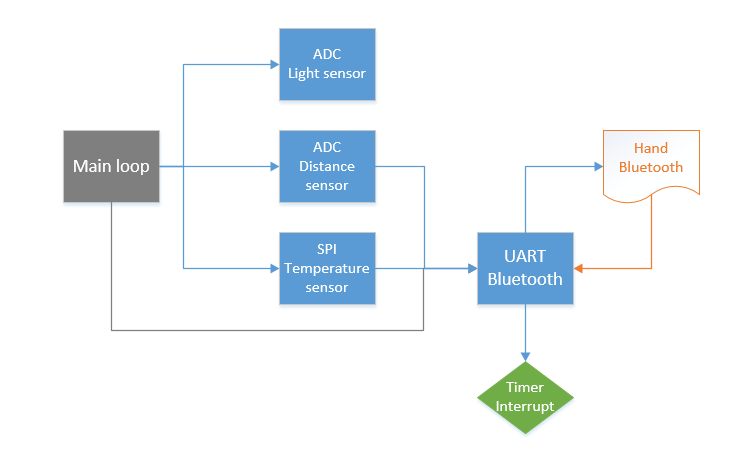 ADC
Light sensor
Main loop
ADC
Distance
sensor
Hand
Bluetooth
SPI
Temperature
sensor
UART
Bluetooth
Timer
Interrupt